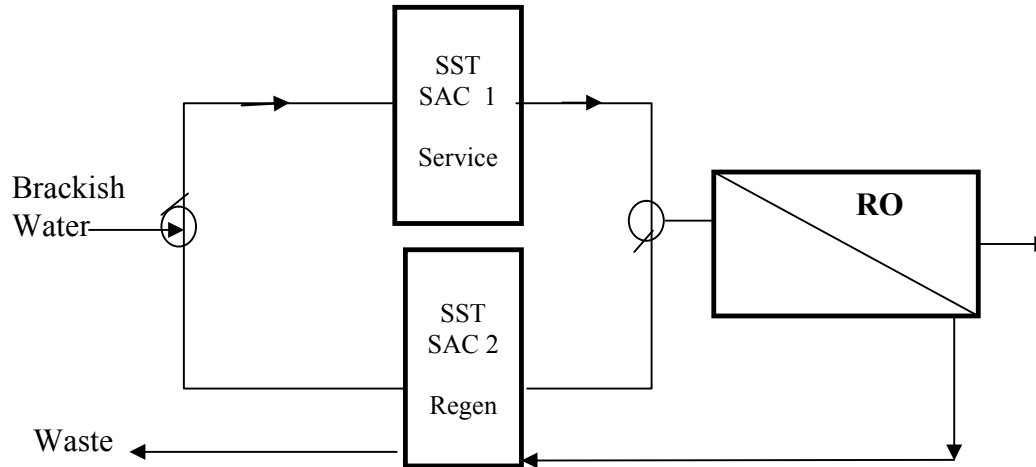 SST
SAC 1
Service
Brackish
Water
RO
SST
SAC 2
Regen
Waste